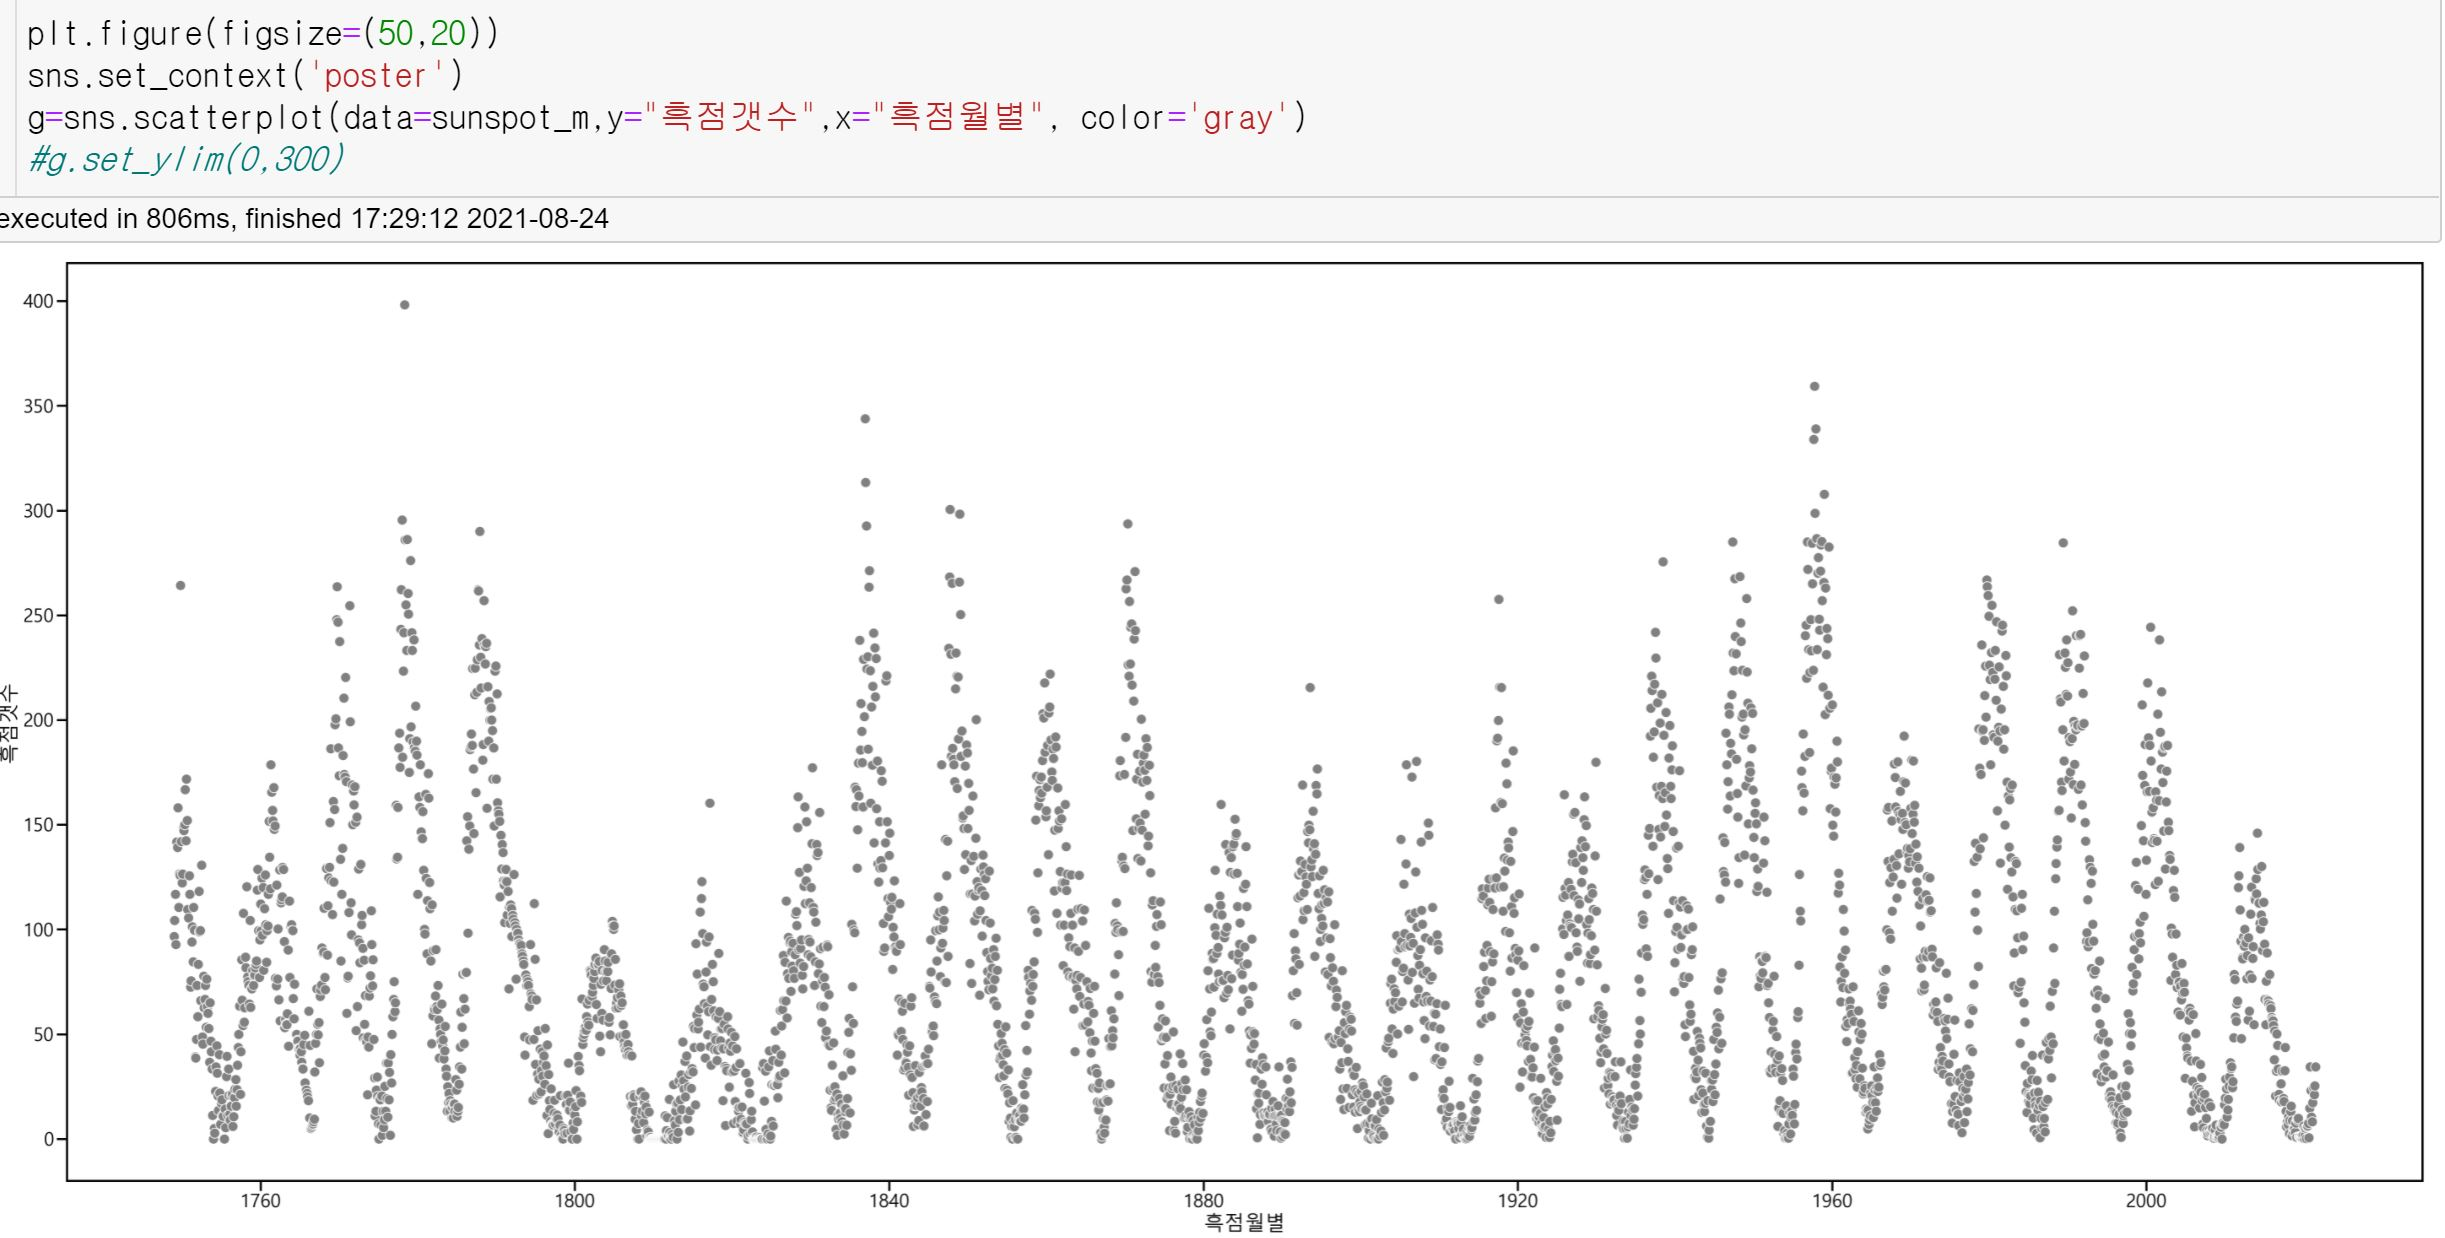 plt.figure(figsize=(50,20))
sns.set_context('poster')
g=sns.scatterplot(data=sunspot_m,y="흑점갯수",x="흑점월별", color='gray')
#g.set_ylim(0,300)
executed in 806ms, finished 17:29:12 2021-08-24
400
350
300
250
200
150
100
50
0
흑점갯수
1760 1800 1840 1880 1920 1960 2000
흑점월별